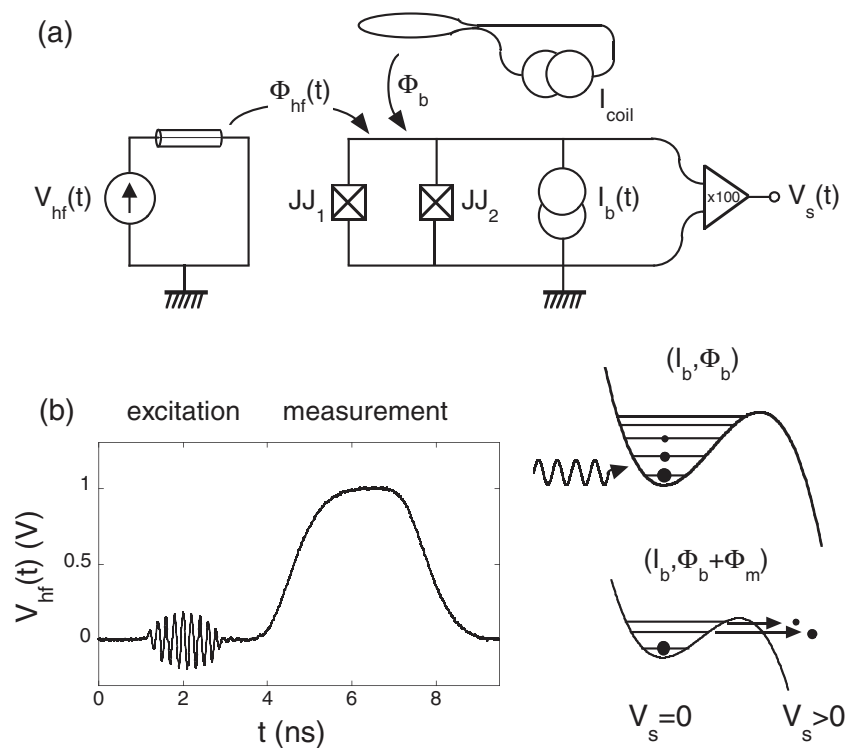 (a)
Φhf(t)
Φb
Icoil
Vhf(t)
JJ1
JJ2
Ib(t)
x100
Vs(t)
(b)
excitation measurement
Vhf(t) (V)
1
0.5
0
0 2 4 6 8
t (ns)
(Ib,Φb)
(Ib,Φb+Φm)
Vs=0 Vs>0